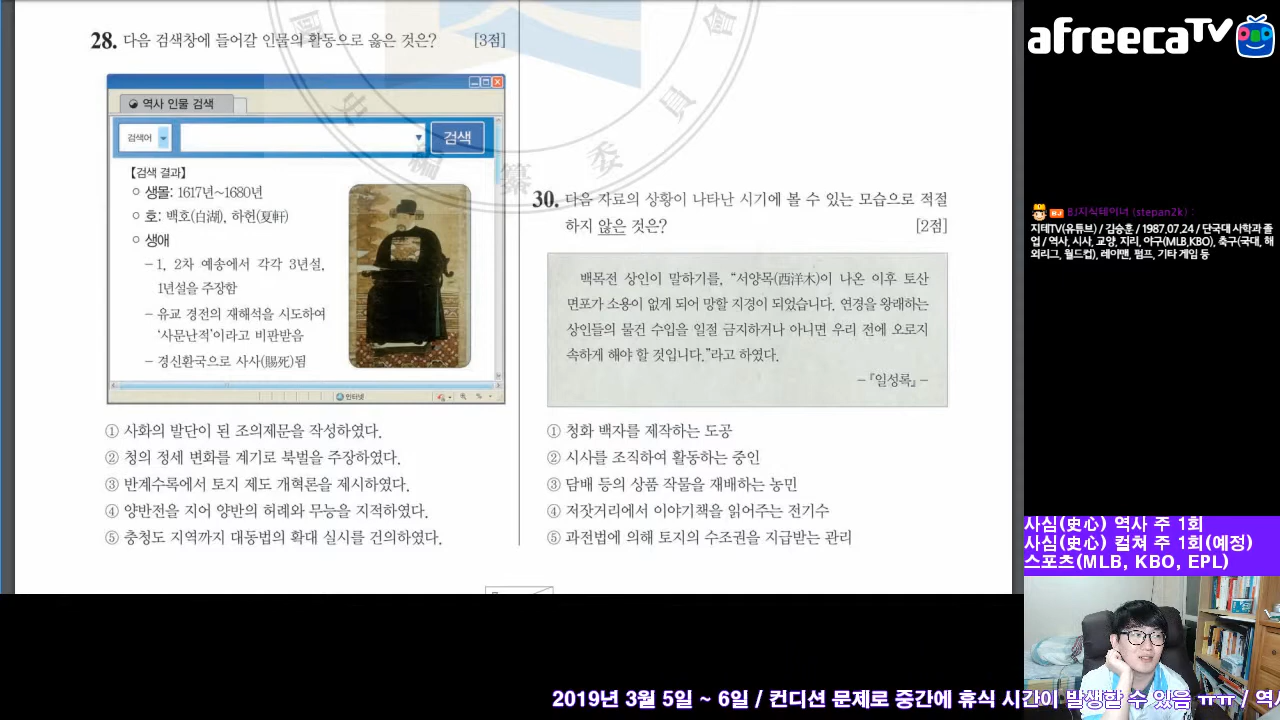 28. 다음 검색창에 들어갈 인물의 활동으로 옳은 것은? [3점]
역사 인물 검색
검색어
검색
【검색 결과】
○ 생몰: 1617년~1680년
○ 호: 백호(白湖), 하헌(夏軒)
○ 생애
- 1, 2차 예송에서 각각 3년설,
1년설을 주장함
- 유교 경전의 재해석을 시도하여
‘사문난적’이라고 비판받음
- 경신환국으로 사사(賜死)됨
인터넷
① 사화의 발단이 된 조의제문을 작성하였다.
② 청의 정세 변화를 계기로 북벌을 주장하였다.
③ 반계수록에서 토지 제도 개혁론을 제시하였다.
④ 양반전을 지어 양반의 허례와 무능을 지적하였다.
⑤ 충청도 지역까지 대동법의 확대 실시를 건의하였다.
史 編 纂 委 員 會
30. 다음 자료의 상황이 나타난 시기에 볼 수 있는 모습으로 적절
하지 않은 것은? [2점]
백목전 상인이 말하기를, “서양목(西洋木)이 나온 이후 토산
면포가 소용이 없게 되어 망할 지경이 되었습니다. 연경을 왕래하는
상인들의 물건 수입을 일절 금지하거나 아니면 우리 전에 오로지
속하게 해야 할 것입니다.”라고 하였다.
-『일성록』-
① 청화 백자를 제작하는 도공
② 시사를 조직하여 활동하는 중인
③ 담배 등의 상품 작물을 재배하는 농민
④ 저잣거리에서 이야기책을 읽어주는 전기수
⑤ 과전법에 의해 토지의 수조권을 지급받는 관리
afreecaTV
BJ BJ지식테이너 (stepan2k) :
지테TV(유튜브) / 김승훈 / 1987.07.24 / 단국대 사학과 졸
업 / 역사, 시사, 교양, 지리, 야구(MLB,KBO), 축구(국대, 해
외리그, 월드컵), 레이맨, 펌프, 기타 게임 등
사심(史心) 역사 주 1회
사심(史心) 컬쳐 주 1회(예정)
스포츠(MLB, KBO, EPL)
2019년 3월 5일 ~ 6일 / 컨디션 문제로 중간에 휴식 시간이 발생할 수 있음 ㅠㅠ / 역